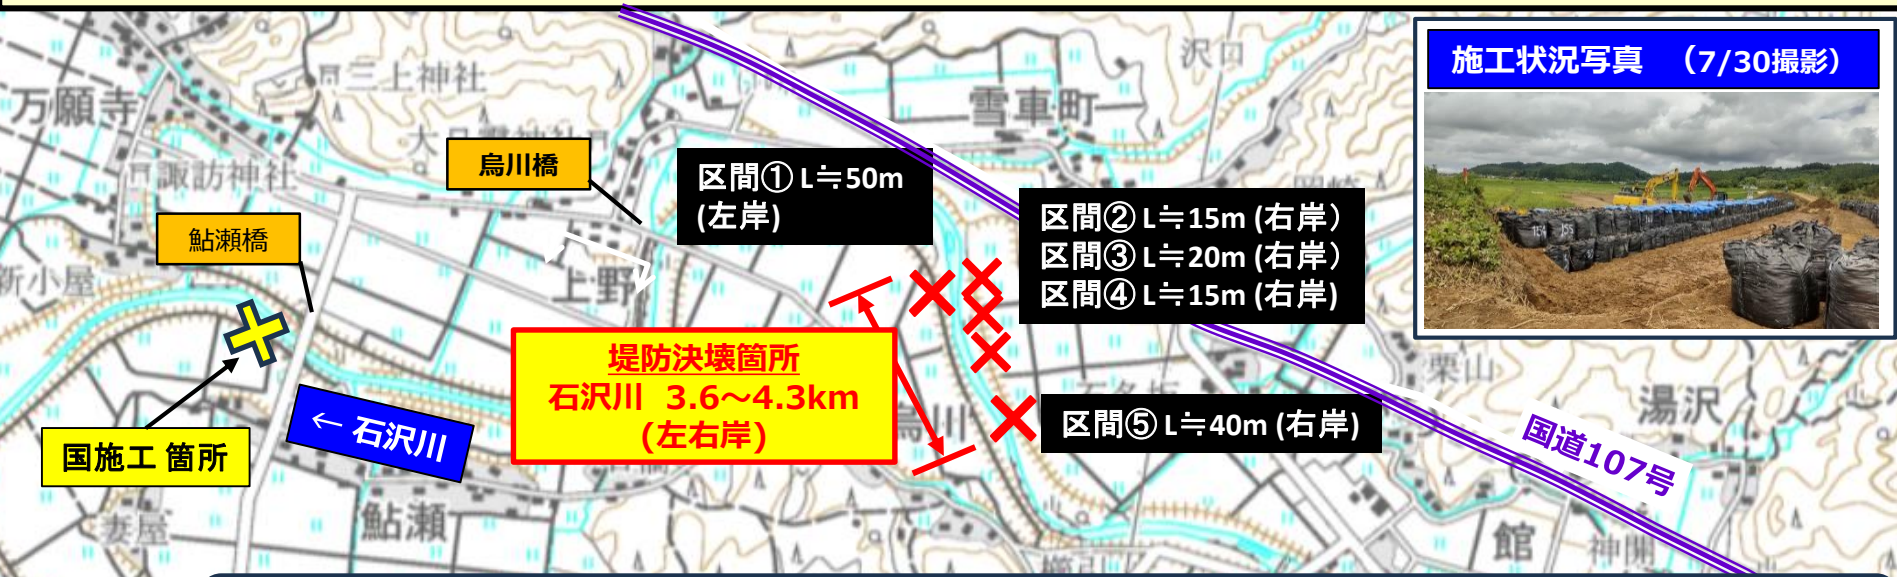 施工状況写真 （7/30撮影）
沢口
三上神社
万願寺
雪車町
烏川橋
諏訪神社
区間① L≒50m
(左岸)
区間② L≒15m (右岸）
区間③ L≒20m (右岸）
区間④ L≒15m (右岸)
鮎瀬橋
新小屋
上野
堤防決壊箇所
石沢川 3.6～4.3km
(左右岸)
栗山
湯沢
烏川
区間⑤ L≒40m (右岸)
国道107号
← 石沢川
国施工 箇所
妻屋
鮎瀬
館
神開